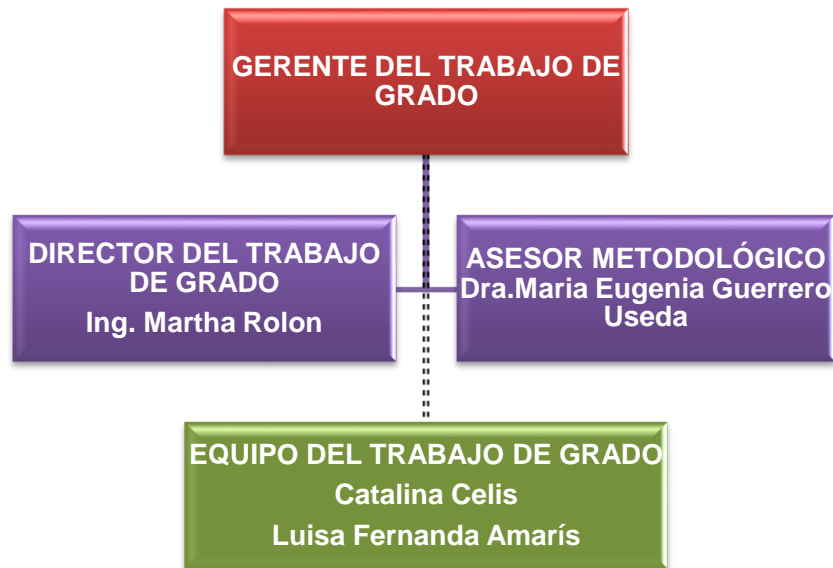 GERENTE DEL TRABAJO DE
GRADO
DIRECTOR DEL TRABAJO
DE GRADO
Ing. Martha Rolon
ASESOR METODOLÓGICO
Dra.Maria Eugenia Guerrero
Useda
EQUIPO DEL TRABAJO DE GRADO
Catalina Celis
Luisa Fernanda Amarís